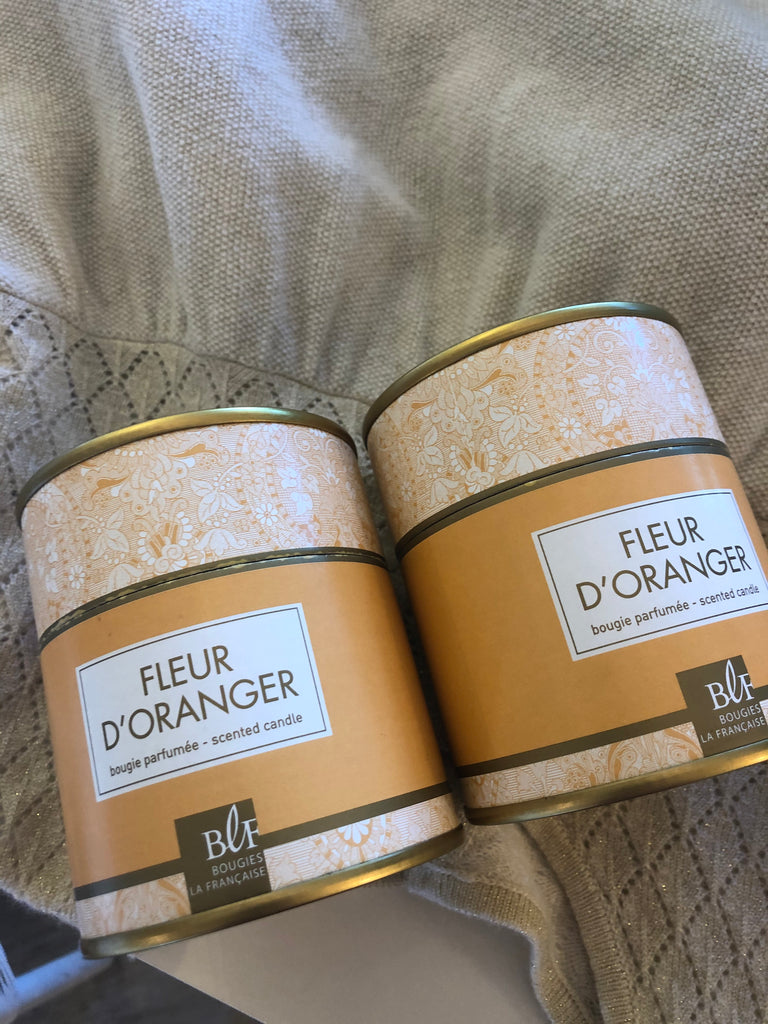 FLEUR
D'ORANGER
bougie parfumée - scented candle
BLF
BOUGIES
LA FRANÇAISE
FLEUR
D'ORANGER
bougie parfumée - scented candle
BLF
BOUGIES
LA FRANÇAISE